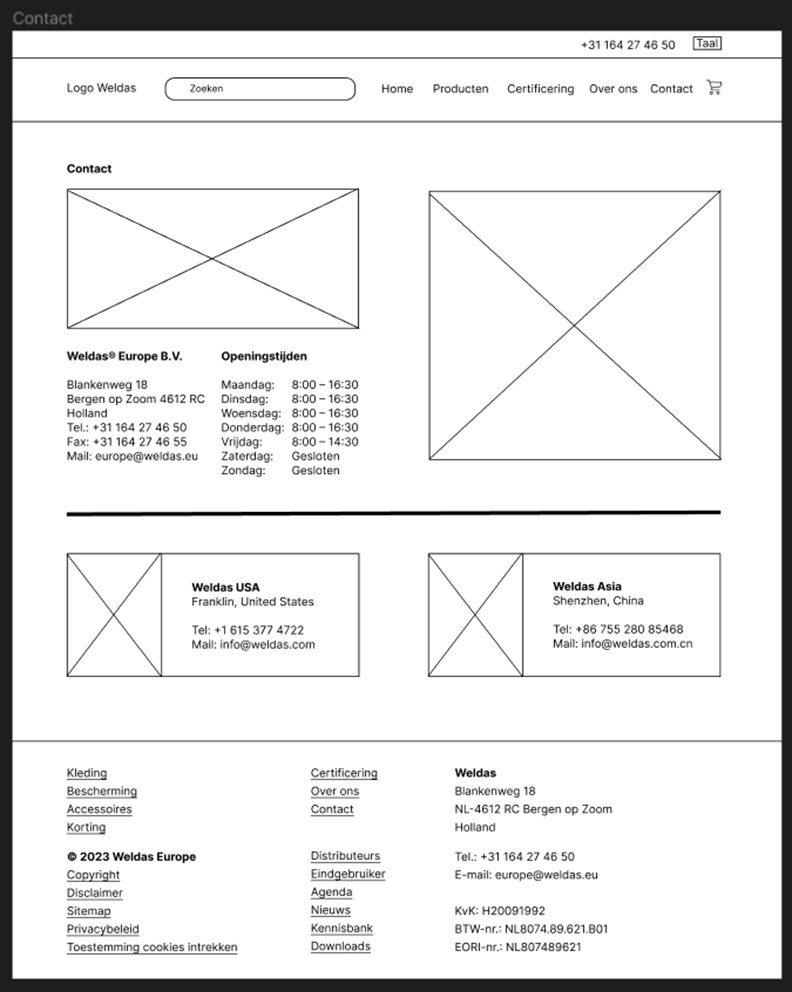 Contact
+31 164 27 46 50 Taal
Logo Weldas Zoeken Home Producten Certificering Over ons Contact
Contact
Weldas® Europe B.V.
Blankenweg 18
Bergen op Zoom 4612 RC
Holland
Tel.: +31 164 27 46 50
Fax: +31 164 27 46 55
Mail: europe@weldas.eu
Openingstijden
Maandag: 8:00 – 16:30
Dinsdag: 8:00 – 16:30
Woensdag: 8:00 – 16:30
Donderdag: 8:00 – 16:30
Vrijdag: 8:00 – 14:30
Zaterdag: Gesloten
Zondag: Gesloten
Weldas USA
Franklin, United States
Tel: +1 615 377 4722
Mail: info@weldas.com
Weldas Asia
Shenzhen, China
Tel: +86 755 280 85468
Mail: info@weldas.com.cn
Kleding
Bescherming
Accessoires
Korting
© 2023 Weldas Europe
Copyright
Disclaimer
Sitemap
Privacybeleid
Toestemming cookies intrekken
Certificering
Over ons
Contact
Distributeurs
Eindgebruiker
Agenda
Nieuws
Kennisbank
Downloads
Weldas
Blankenweg 18
NL-4612 RC Bergen op Zoom
Holland
Tel.: +31 164 27 46 50
E-mail: europe@weldas.eu
KvK: H20091992
BTW-nr.: NL8074.89.621.B01
EORI-nr.: NL807489621